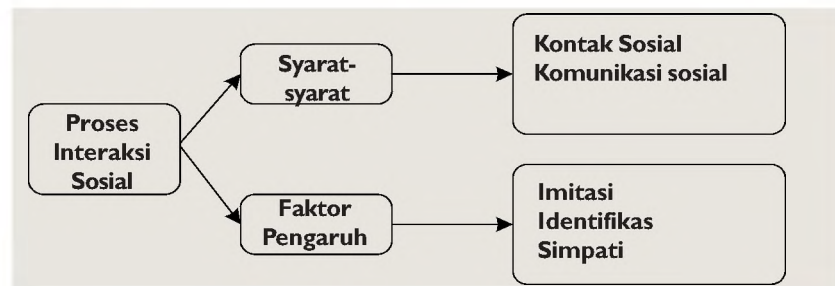 Proses
Interaksi
Sosial
Syarat-
syarat
Kontak Sosial
Komunikasi sosial
Faktor
Pengaruh
Imitasi
Identifikas
Simpati